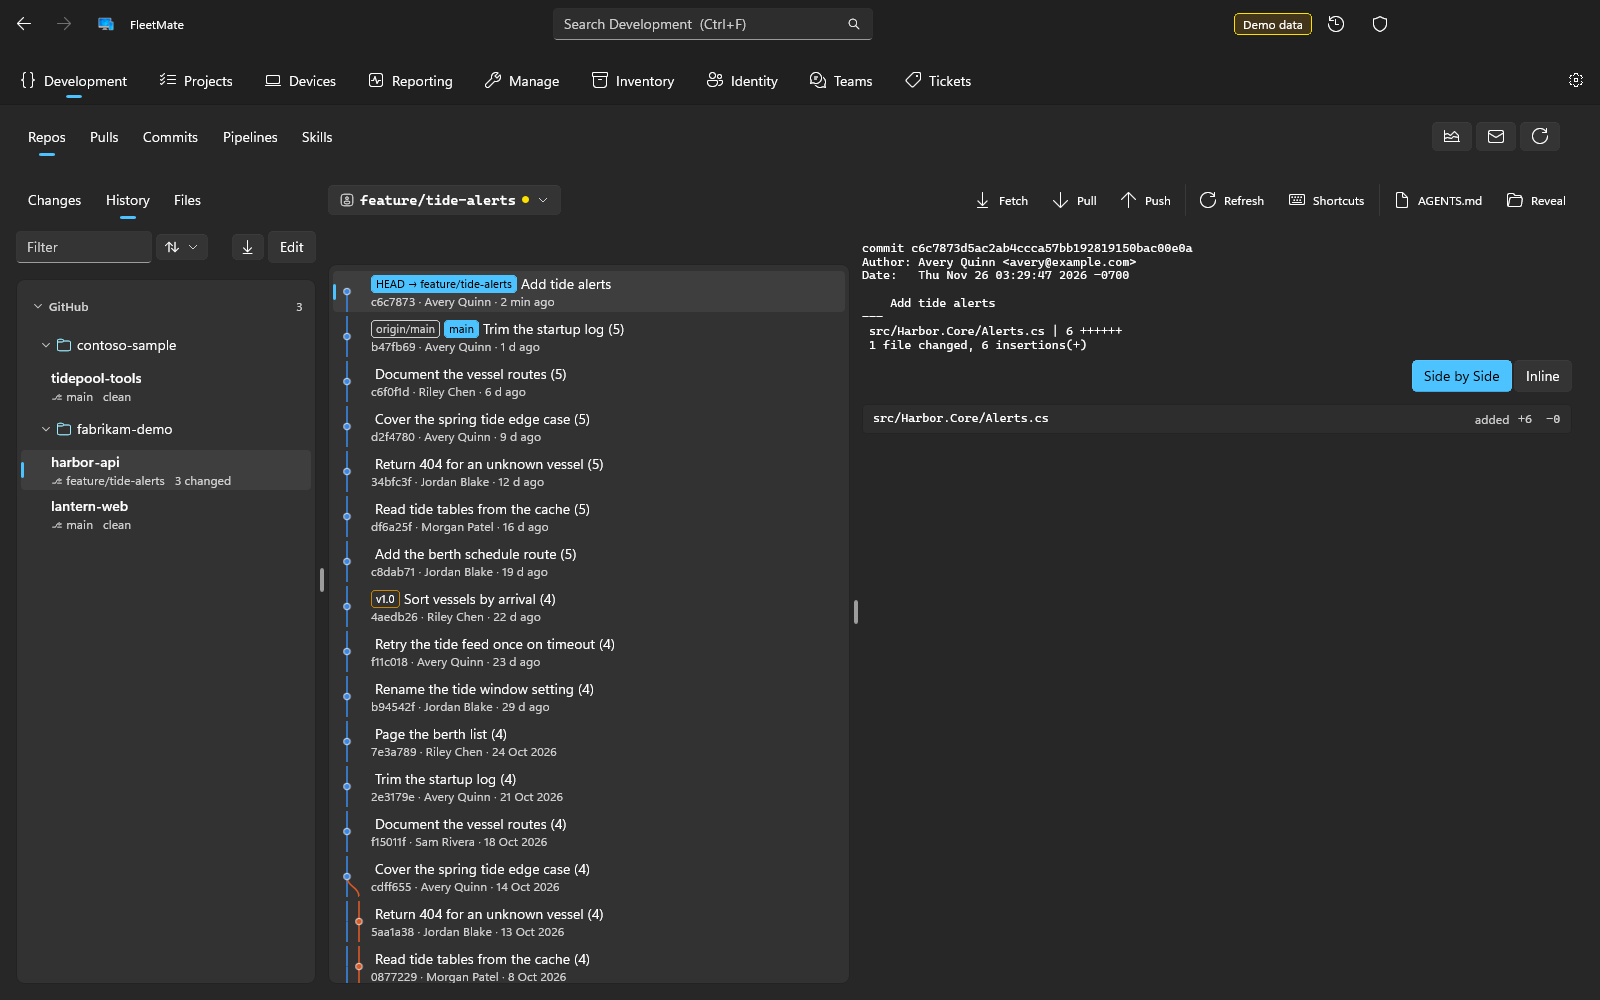 FleetMate
Search Development (Ctrl+F)
Demo data
Development
Projects
Devices
Reporting
Manage
Inventory
Identity
Teams
Tickets
Repos
Pulls
Commits
Pipelines
Skills
Changes
History
Files
feature/tide-alerts
Fetch
Pull
Push
Refresh
Shortcuts
AGENTS.md
Reveal
Filter
Edit
GitHub 3
contoso-sample
tidepool-tools
main clean
fabrikam-demo
harbor-api
feature/tide-alerts 3 changed
lantern-web
main clean
HEAD → feature/tide-alerts Add tide alerts
c6c7873 · Avery Quinn · 2 min ago
origin/main main Trim the startup log (5)
b47fb69 · Avery Quinn · 1 d ago
Document the vessel routes (5)
c6f0f1d · Riley Chen · 6 d ago
Cover the spring tide edge case (5)
d2f4780 · Avery Quinn · 9 d ago
Return 404 for an unknown vessel (5)
34bfc3f · Jordan Blake · 12 d ago
Read tide tables from the cache (5)
df6a25f · Morgan Patel · 16 d ago
Add the berth schedule route (5)
c8dab71 · Jordan Blake · 19 d ago
v1.0 Sort vessels by arrival (4)
4aedb26 · Riley Chen · 22 d ago
Retry the tide feed once on timeout (4)
f11c018 · Avery Quinn · 23 d ago
Rename the tide window setting (4)
b94542f · Jordan Blake · 29 d ago
Page the berth list (4)
7e3a789 · Riley Chen · 24 Oct 2026
Trim the startup log (4)
2e3179e · Avery Quinn · 21 Oct 2026
Document the vessel routes (4)
f15011f · Sam Rivera · 18 Oct 2026
Cover the spring tide edge case (4)
cdff655 · Avery Quinn · 14 Oct 2026
Return 404 for an unknown vessel (4)
5aa1a38 · Jordan Blake · 13 Oct 2026
Read tide tables from the cache (4)
0877229 · Morgan Patel · 8 Oct 2026
commit c6c7873d5ac2ab4ccca57bb192819150bac00e0a
Author: Avery Quinn <avery@example.com>
Date: Thu Nov 26 03:29:47 2026 -0700
Add tide alerts
---
src/Harbor.Core/Alerts.cs | 6 ++++++
1 file changed, 6 insertions(+)
Side by Side
Inline
src/Harbor.Core/Alerts.cs added +6 -0